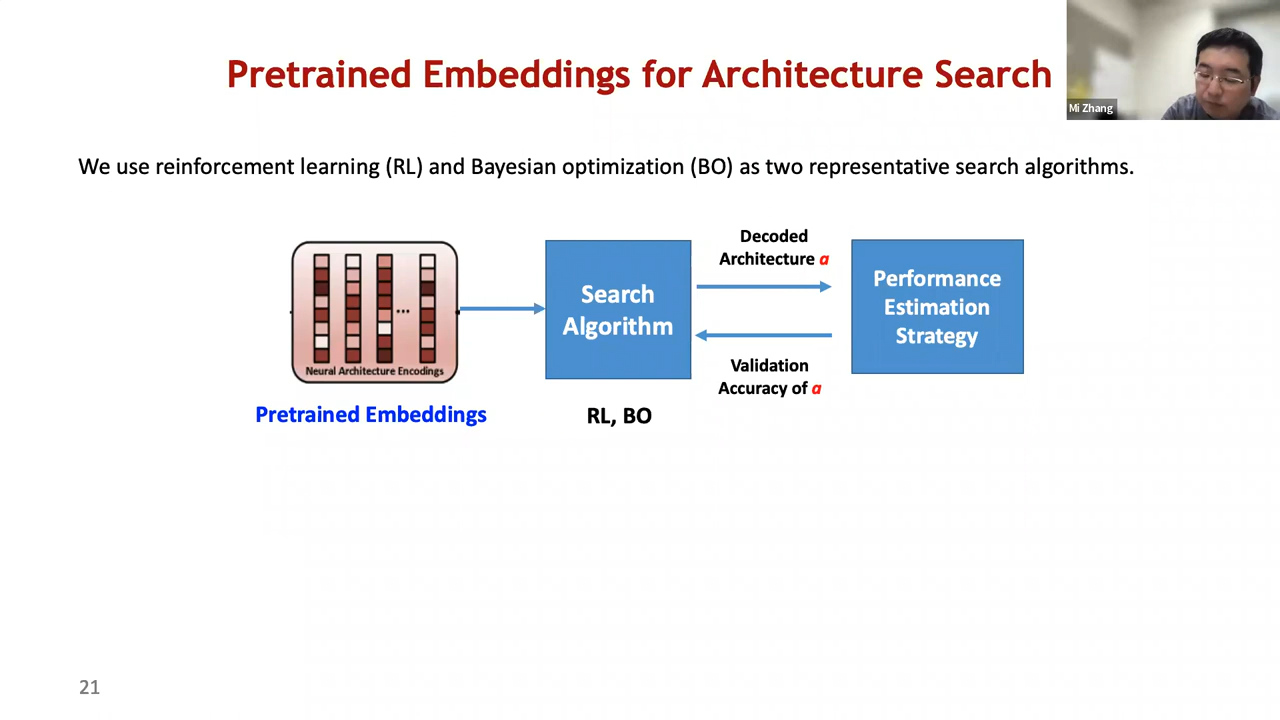 Pretrained Embeddings for Architecture Search
Mi Zhang
We use reinforcement learning (RL) and Bayesian optimization (BO) as two representative search algorithms.
...
Neural Architecture Encodings
Pretrained Embeddings
Search
Algorithm
RL, BO
Decoded
Architecture a
Validation
Accuracy of a
Performance
Estimation
Strategy
21